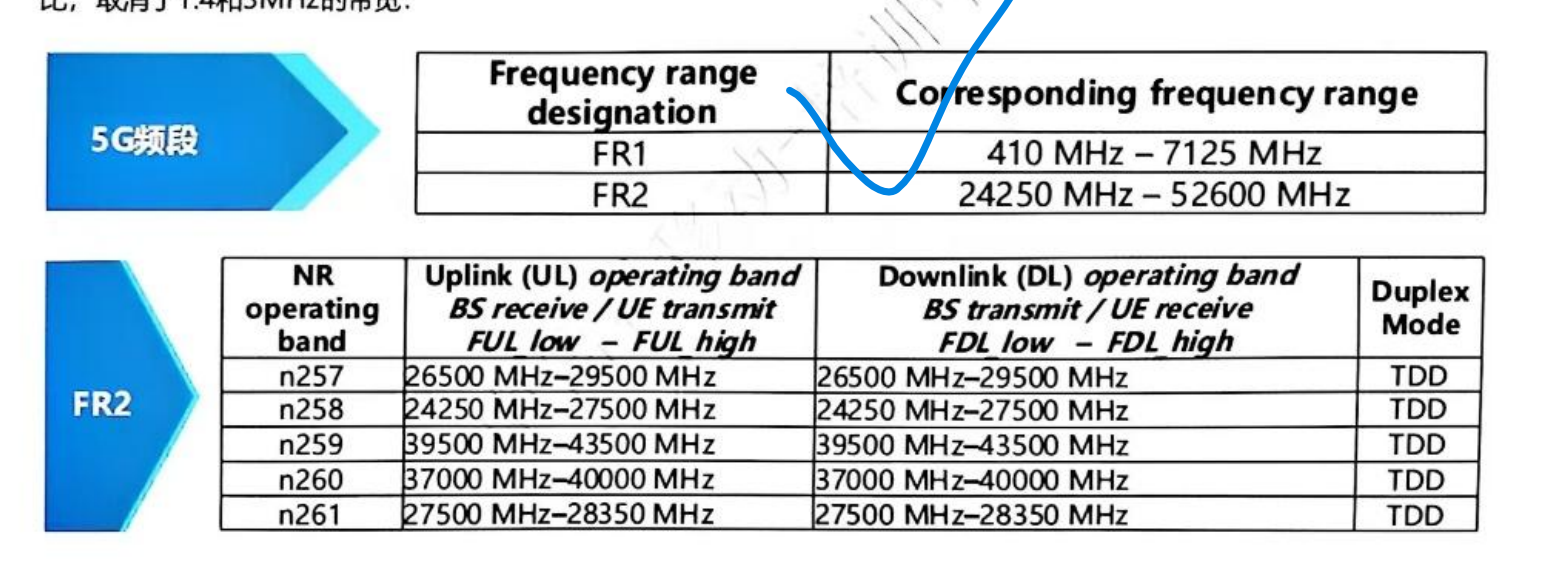 比，取消了1.4和3MHz的带宽.
5G频段
Frequency range designation | Corresponding frequency range
FR1 | 410 MHz – 7125 MHz
FR2 | 24250 MHz – 52600 MHz
FR2
NR operating band | Uplink (UL) operating band BS receive / UE transmit FUL_low – FUL_high | Downlink (DL) operating band BS transmit / UE receive FDL_low – FDL_high | Duplex Mode
n257 | 26500 MHz–29500 MHz | 26500 MHz–29500 MHz | TDD
n258 | 24250 MHz–27500 MHz | 24250 MHz–27500 MHz | TDD
n259 | 39500 MHz–43500 MHz | 39500 MHz–43500 MHz | TDD
n260 | 37000 MHz–40000 MHz | 37000 MHz–40000 MHz | TDD
n261 | 27500 MHz–28350 MHz | 27500 MHz–28350 MHz | TDD